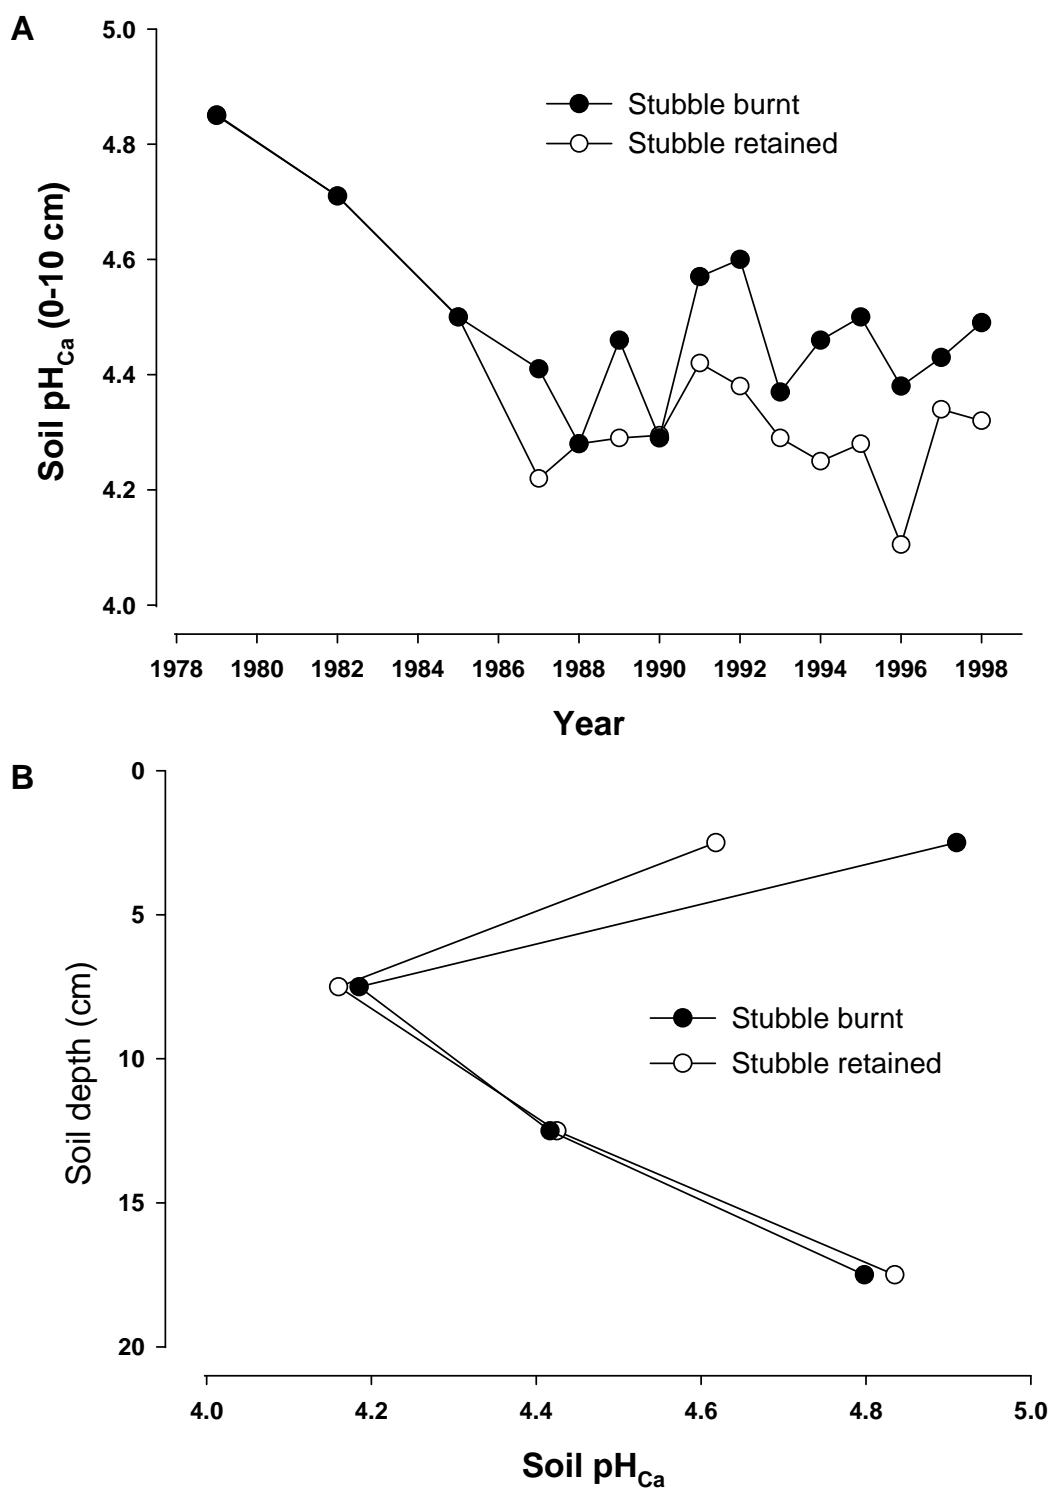 A
5.0
4.8
4.6
4.4
4.2
4.0
Soil pHCa (0-10 cm)
Stubble burnt
Stubble retained
1978 1980 1982 1984 1986 1988 1990 1992 1994 1996 1998
Year
B
0
5
10
15
20
Soil depth (cm)
Stubble burnt
Stubble retained
4.0 4.2 4.4 4.6 4.8 5.0
Soil pHCa